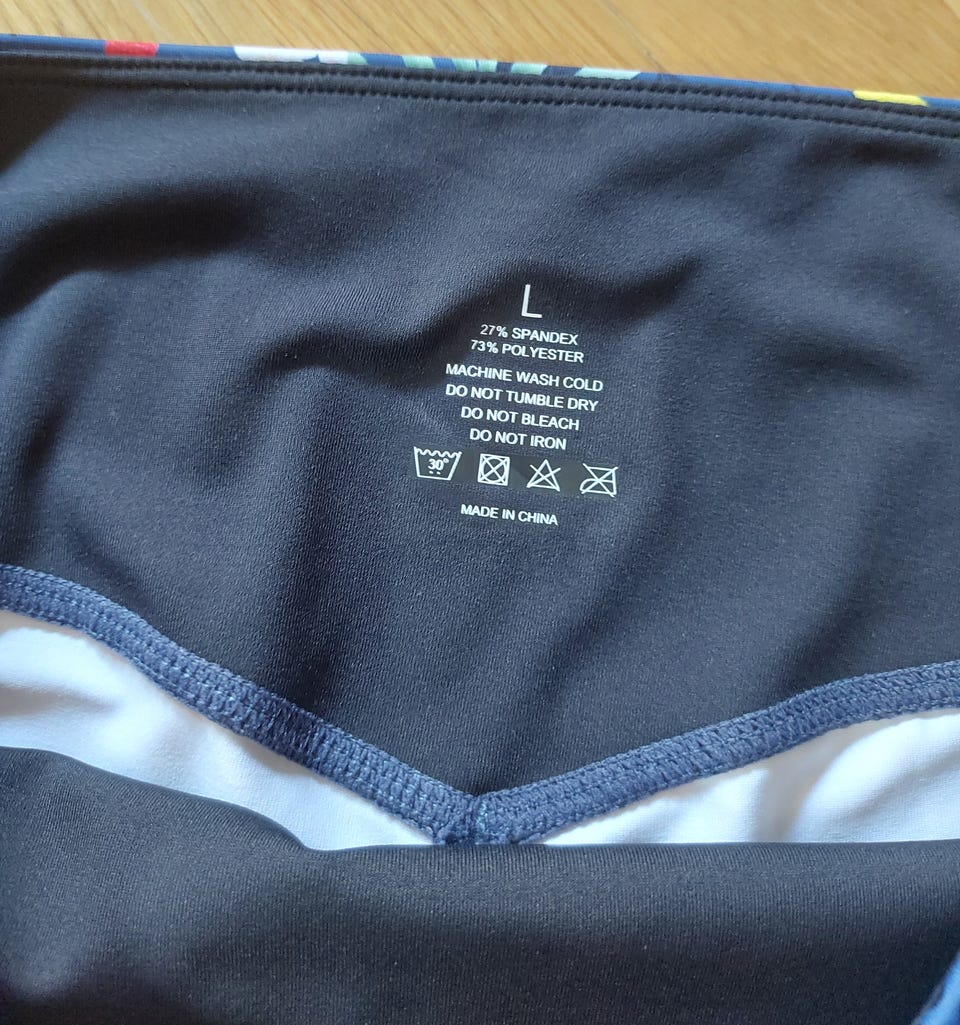 L
27% SPANDEX
73% POLYESTER
MACHINE WASH COLD
DO NOT TUMBLE DRY
DO NOT BLEACH
DO NOT IRON
30°
MADE IN CHINA